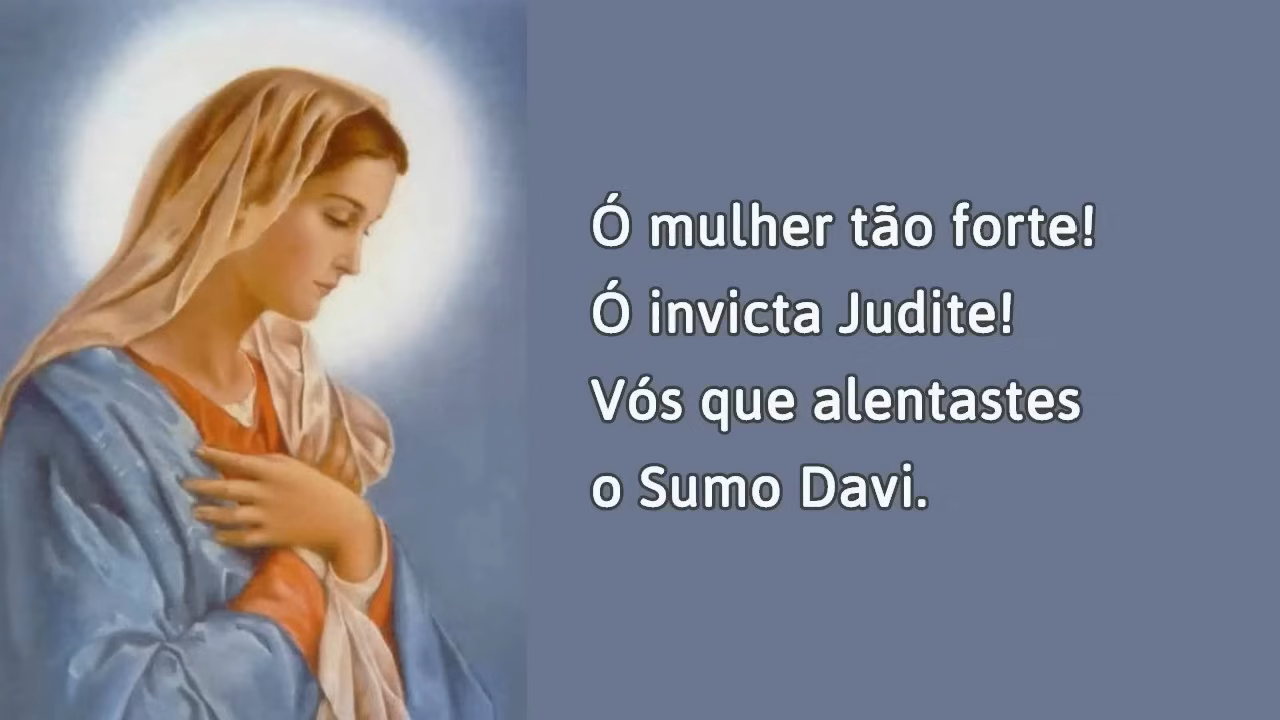 Ó mulher tão forte!
Ó invicta Judite!
Vós que alentastes
o Sumo Davi.